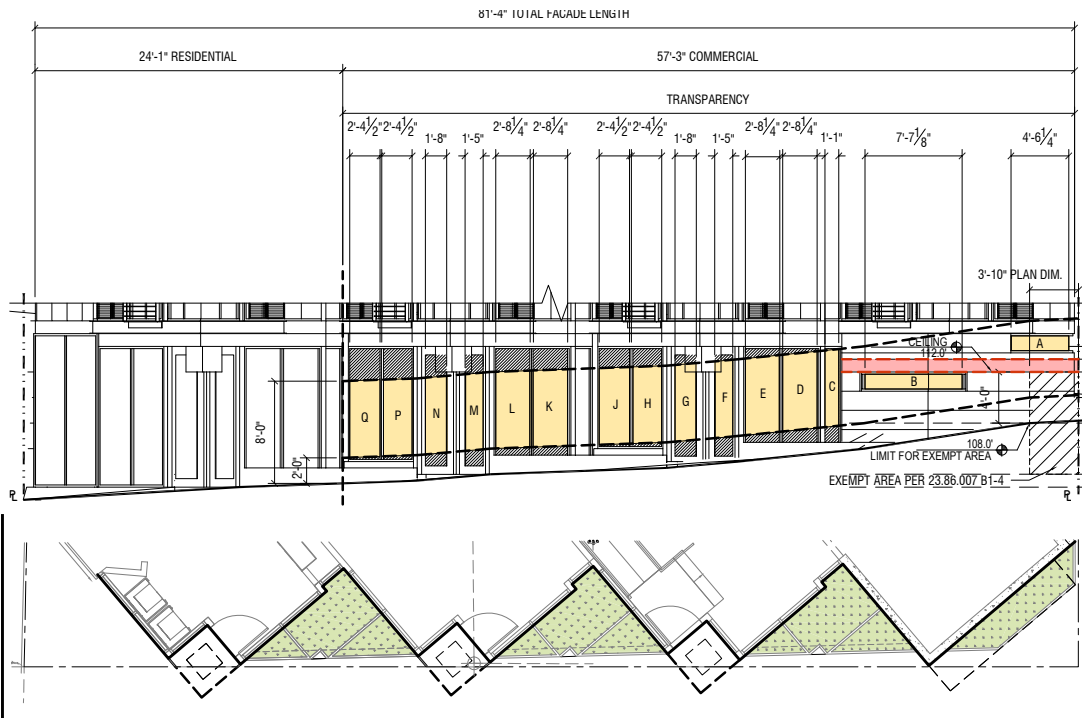 81'-4" TOTAL FACADE LENGTH
24'-1" RESIDENTIAL
57'-3" COMMERCIAL
TRANSPARENCY
2'-4½" 2'-4½"
1'-8"
1'-5"
2'-8¼" 2'-8¼"
2'-4½" 2'-4½"
1'-8"
1'-5"
2'-8¼" 2'-8¼"
1'-1"
7'-7⅛"
4'-6¼"
3'-10" PLAN DIM.
CEILING
112.0'
A
B
C
D
E
F
G
H
J
K
L
M
N
P
Q
8'-0"
2'-0"
4'-0"
108.0'
LIMIT FOR EXEMPT AREA
EXEMPT AREA PER 23.86.007 B1-4
PL
PL